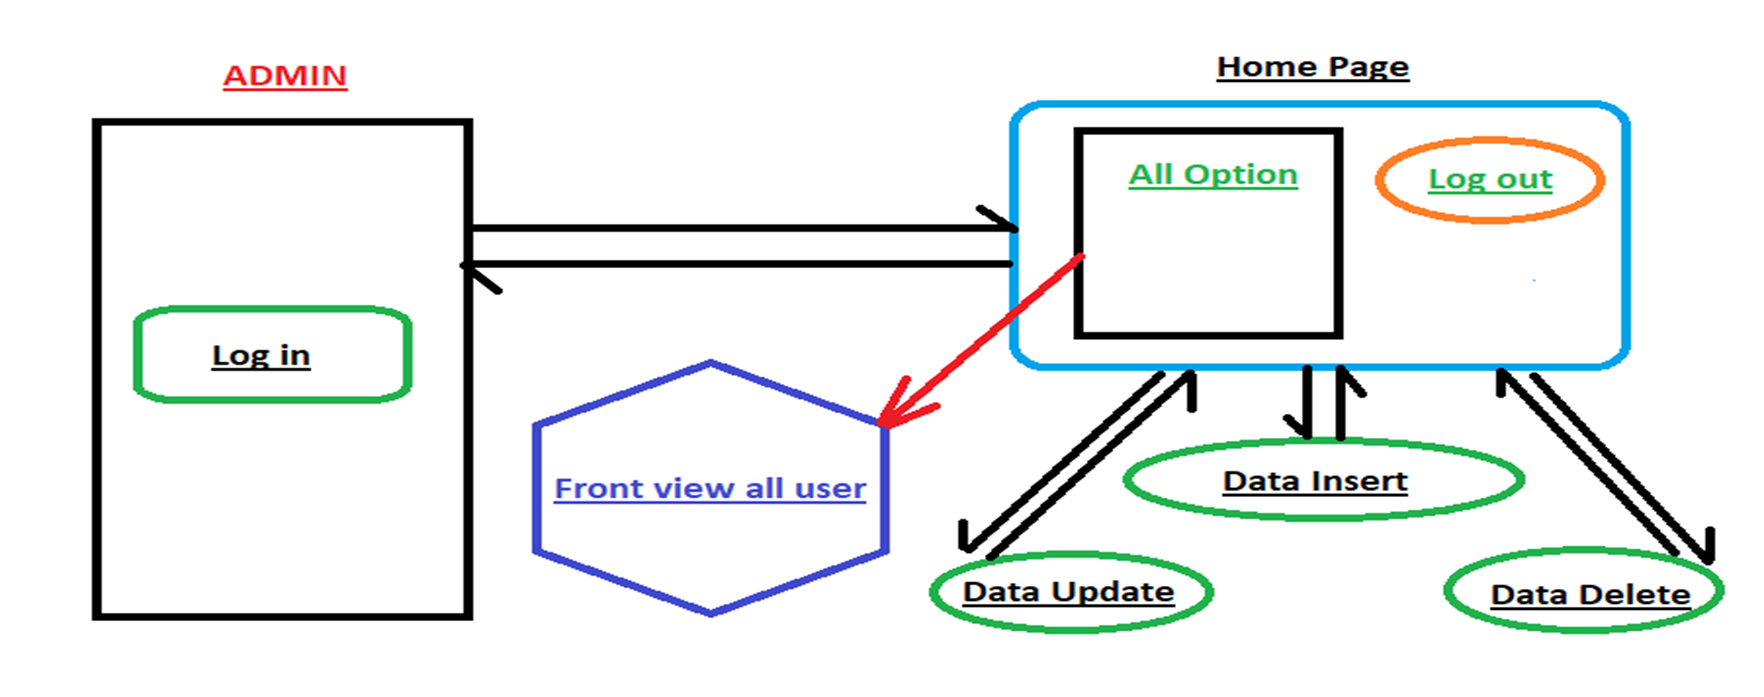 ADMIN
Home Page
All Option
Log out
Log in
Front view all user
Data Insert
Data Update
Data Delete